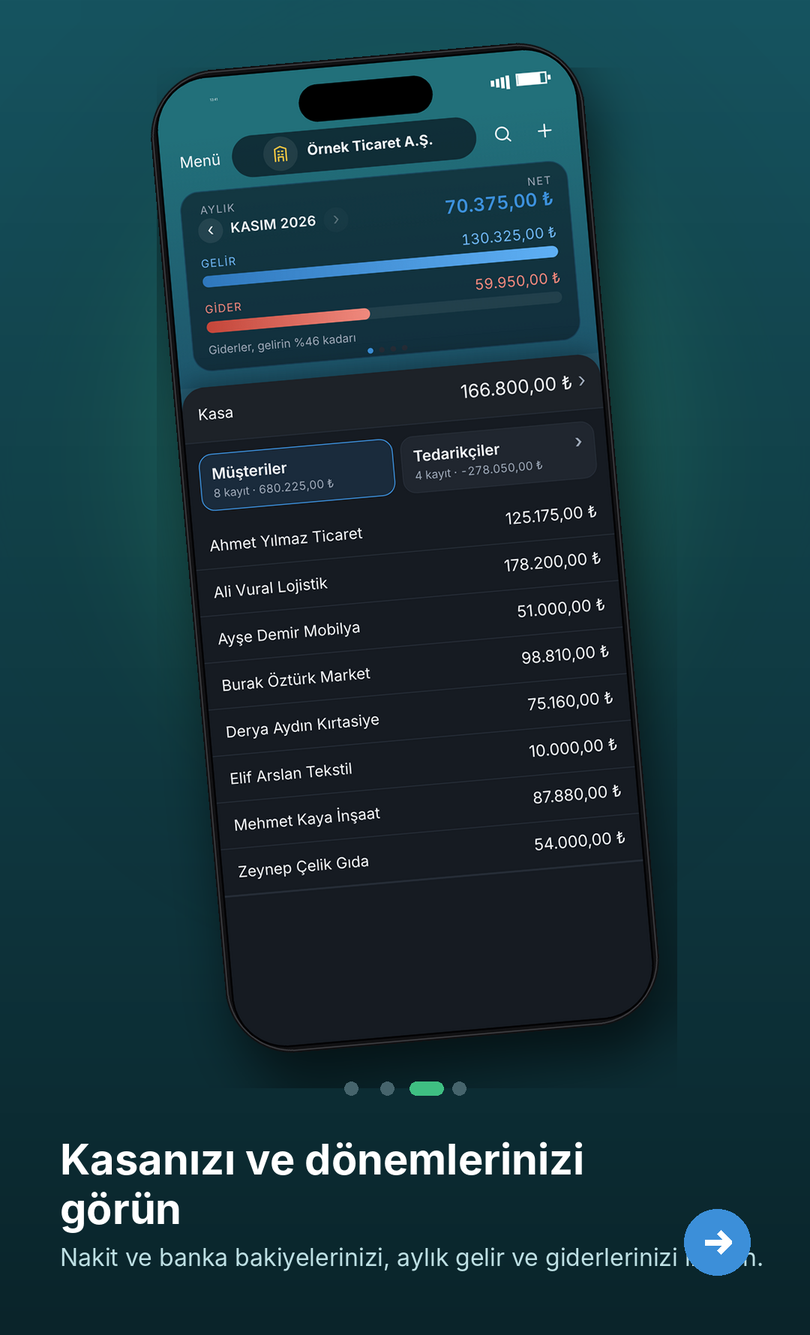 Menü
Örnek Ticaret A.Ş.
AYLIK
NET
KASIM 2026
70.375,00 ₺
GELİR
130.325,00 ₺
GİDER
59.950,00 ₺
Giderler, gelirin %46 kadarı
Kasa
166.800,00 ₺
Müşteriler
8 kayıt · 680.225,00 ₺
Tedarikçiler
4 kayıt · -278.050,00 ₺
Ahmet Yılmaz Ticaret
125.175,00 ₺
Ali Vural Lojistik
178.200,00 ₺
Ayşe Demir Mobilya
51.000,00 ₺
Burak Öztürk Market
98.810,00 ₺
Derya Aydın Kırtasiye
75.160,00 ₺
Elif Arslan Tekstil
10.000,00 ₺
Mehmet Kaya İnşaat
87.880,00 ₺
Zeynep Çelik Gıda
54.000,00 ₺
Kasanızı ve dönemlerinizi
görün
Nakit ve banka bakiyelerinizi, aylık gelir ve giderlerinizi